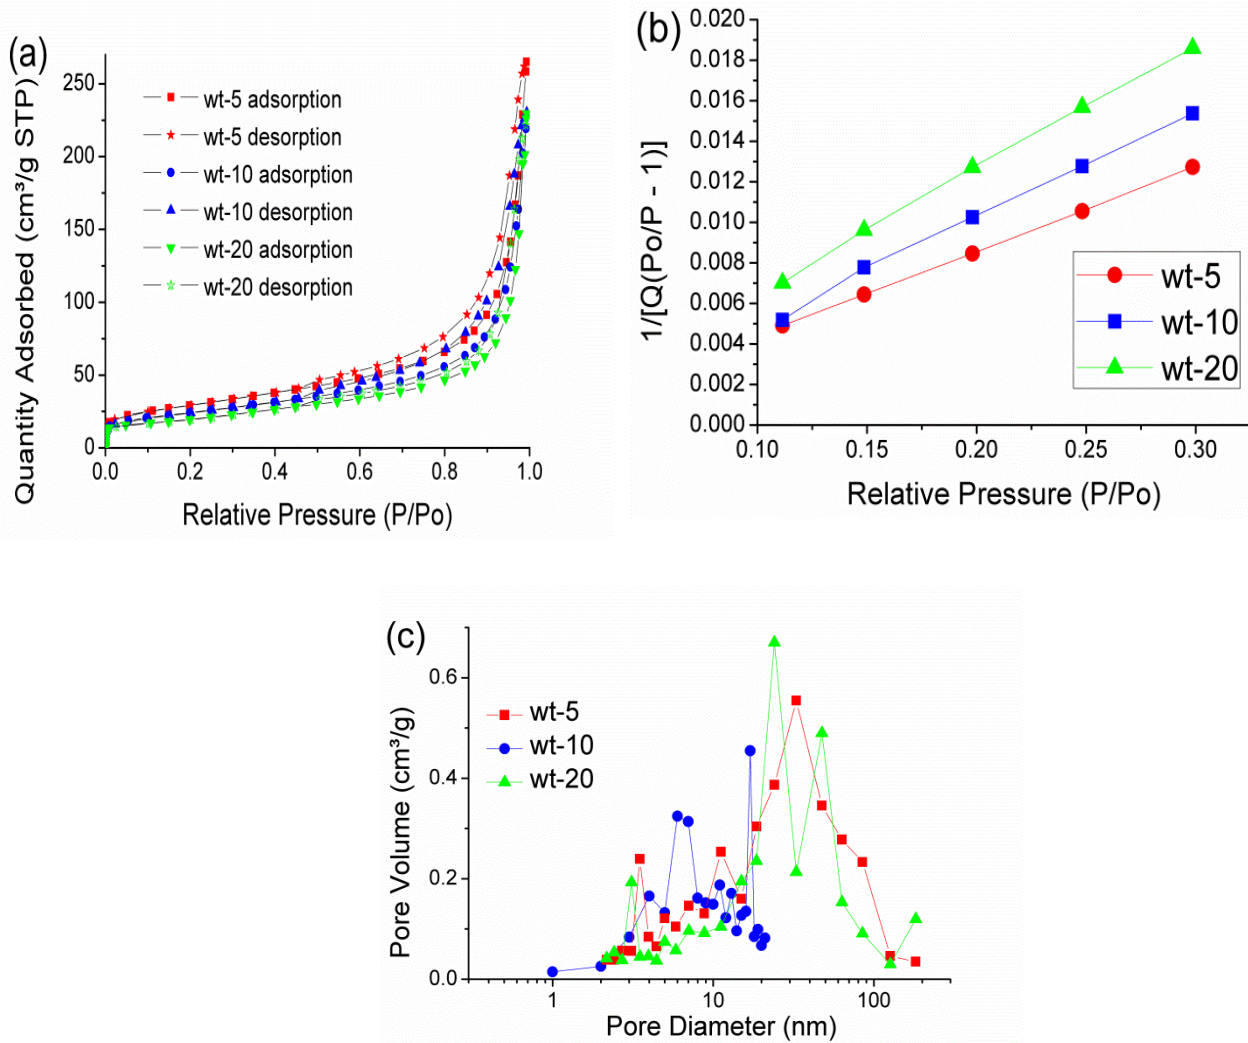 (a)
Quantity Adsorbed (cm³/g STP)
250
200
150
100
50
0
wt-5 adsorption
wt-5 desorption
wt-10 adsorption
wt-10 desorption
wt-20 adsorption
wt-20 desorption
0.0 0.2 0.4 0.6 0.8 1.0
Relative Pressure (P/Po)
(b)
1/[Q(Po/P - 1)]
0.020
0.018
0.016
0.014
0.012
0.010
0.008
0.006
0.004
0.002
0.000
wt-5
wt-10
wt-20
0.10 0.15 0.20 0.25 0.30
Relative Pressure (P/Po)
(c)
Pore Volume (cm³/g)
0.6
0.4
0.2
0.0
wt-5
wt-10
wt-20
1 10 100
Pore Diameter (nm)